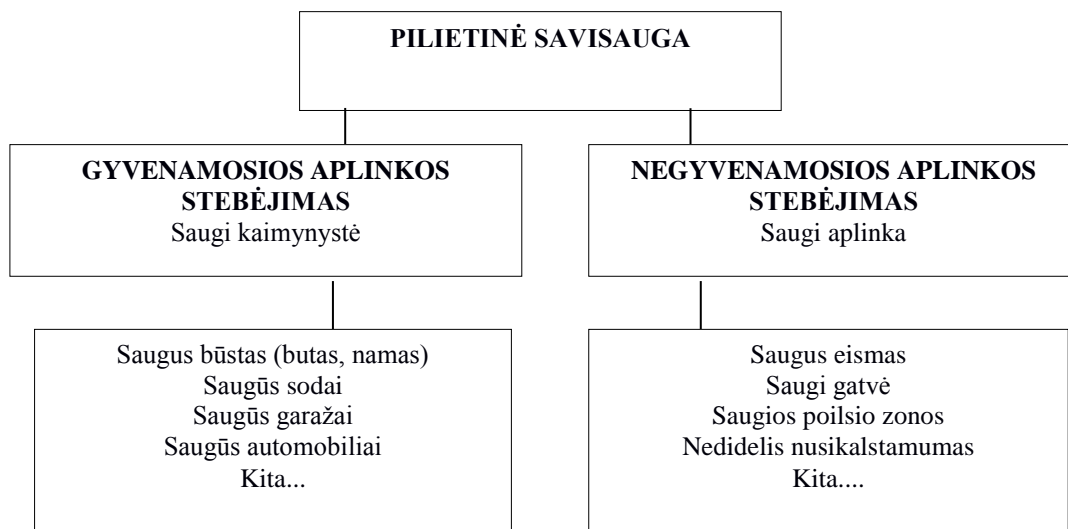 PILIETINĖ SAVISAUGA
GYVENAMOSIOS APLINKOS
STEBĖJIMAS
Saugi kaimynystė
NEGYVENAMOSIOS APLINKOS
STEBĖJIMAS
Saugi aplinka
Saugus būstas (butas, namas)
Saugūs sodai
Saugūs garažai
Saugūs automobiliai
Kita...
Saugus eismas
Saugi gatvė
Saugios poilsio zonos
Nedidelis nusikalstamumas
Kita....